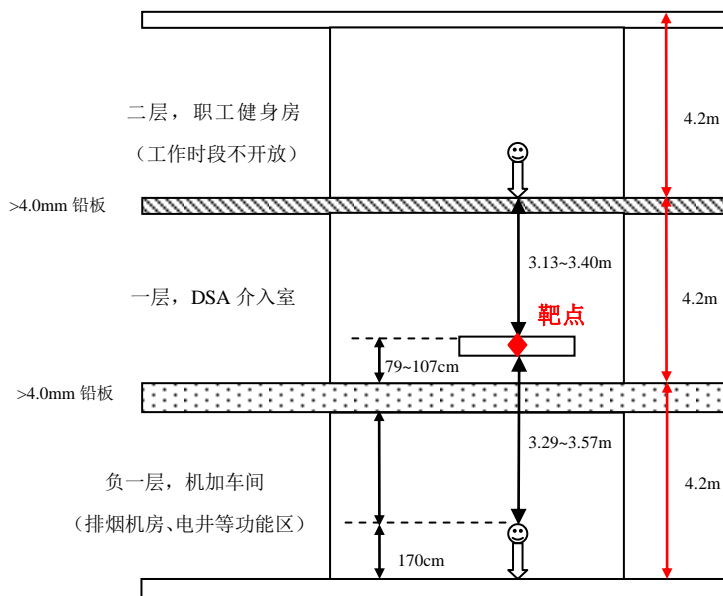 二层，职工健身房
（工作时段不开放）
4.2m
>4.0mm 铅板
3.13~3.40m
一层，DSA 介入室
靶点
4.2m
79~107cm
>4.0mm 铅板
3.29~3.57m
4.2m
负一层，机加车间
（排烟机房、电井等功能区）
170cm